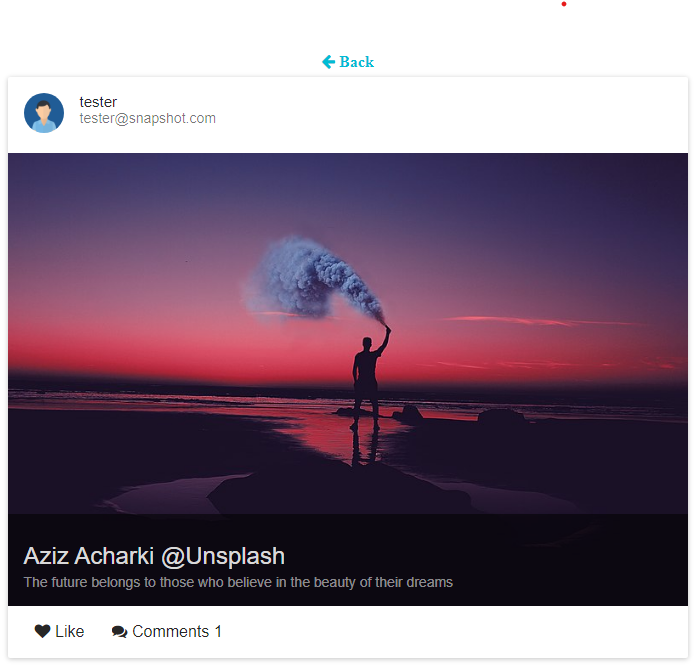 Back
tester
tester@snapshot.com
Aziz Acharki @Unsplash
The future belongs to those who believe in the beauty of their dreams
Like Comments 1